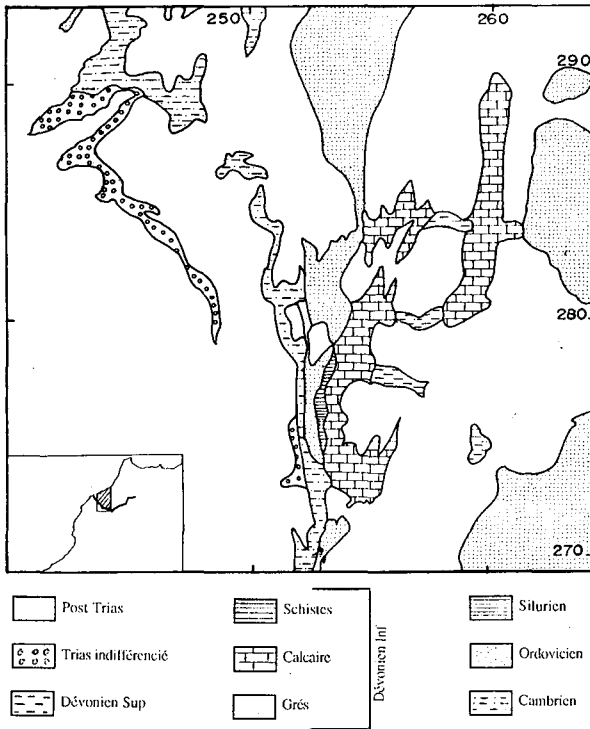 250
260
290
280
270
Post Trias
Schistes
Silurien
Trias indifférencié
Calcaire
Dévonien Inf
Ordovicien
Dévonien Sup
Grés
Cambrien